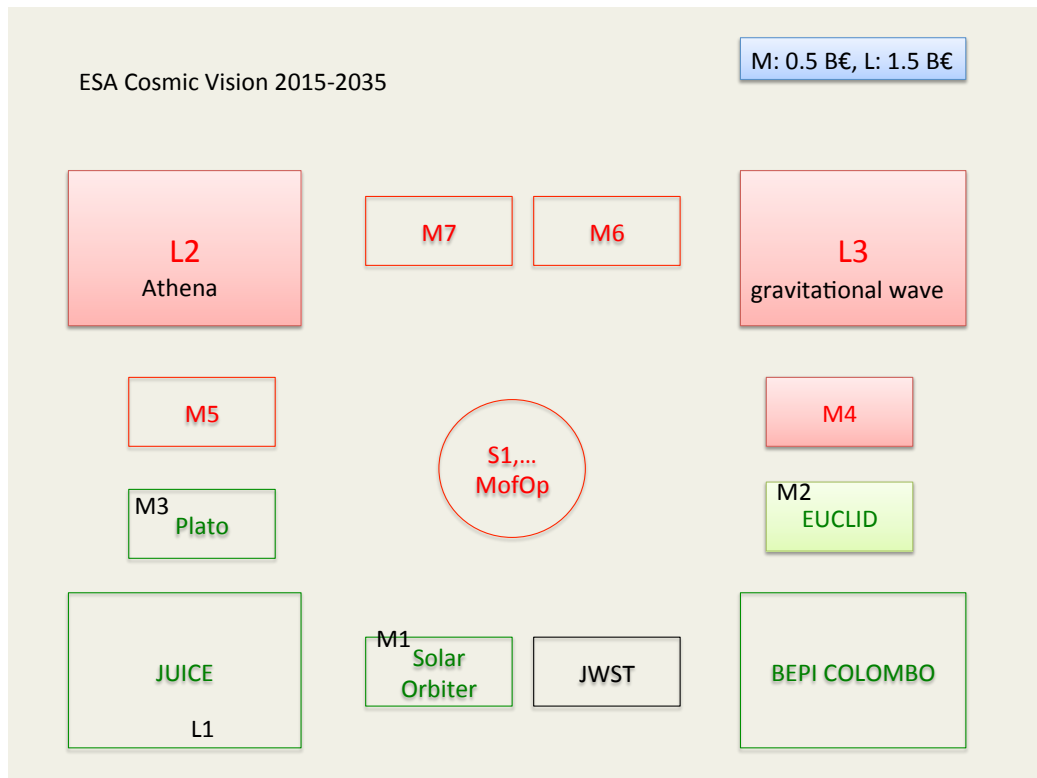 ESA Cosmic Vision 2015-2035
M: 0.5 B€, L: 1.5 B€
L2
Athena
M7
M6
L3
gravitational wave
M5
S1,...
MofOp
M4
M3
Plato
M2
EUCLID
JUICE
L1
M1
Solar
Orbiter
JWST
BEPI COLOMBO